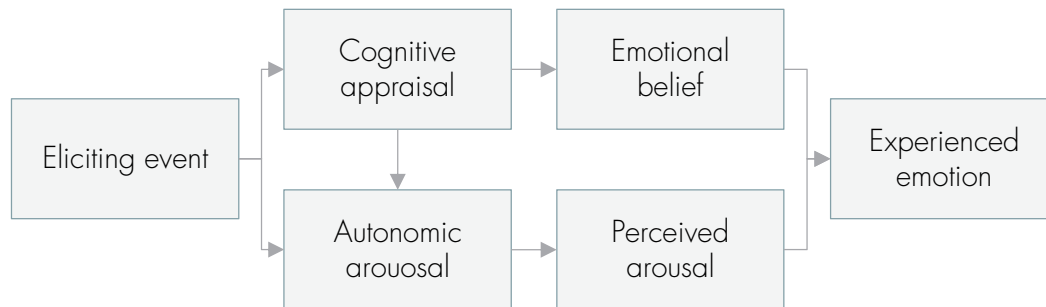 Eliciting event
Cognitive
appraisal
Emotional
belief
Autonomic
arouosal
Perceived
arousal
Experienced
emotion